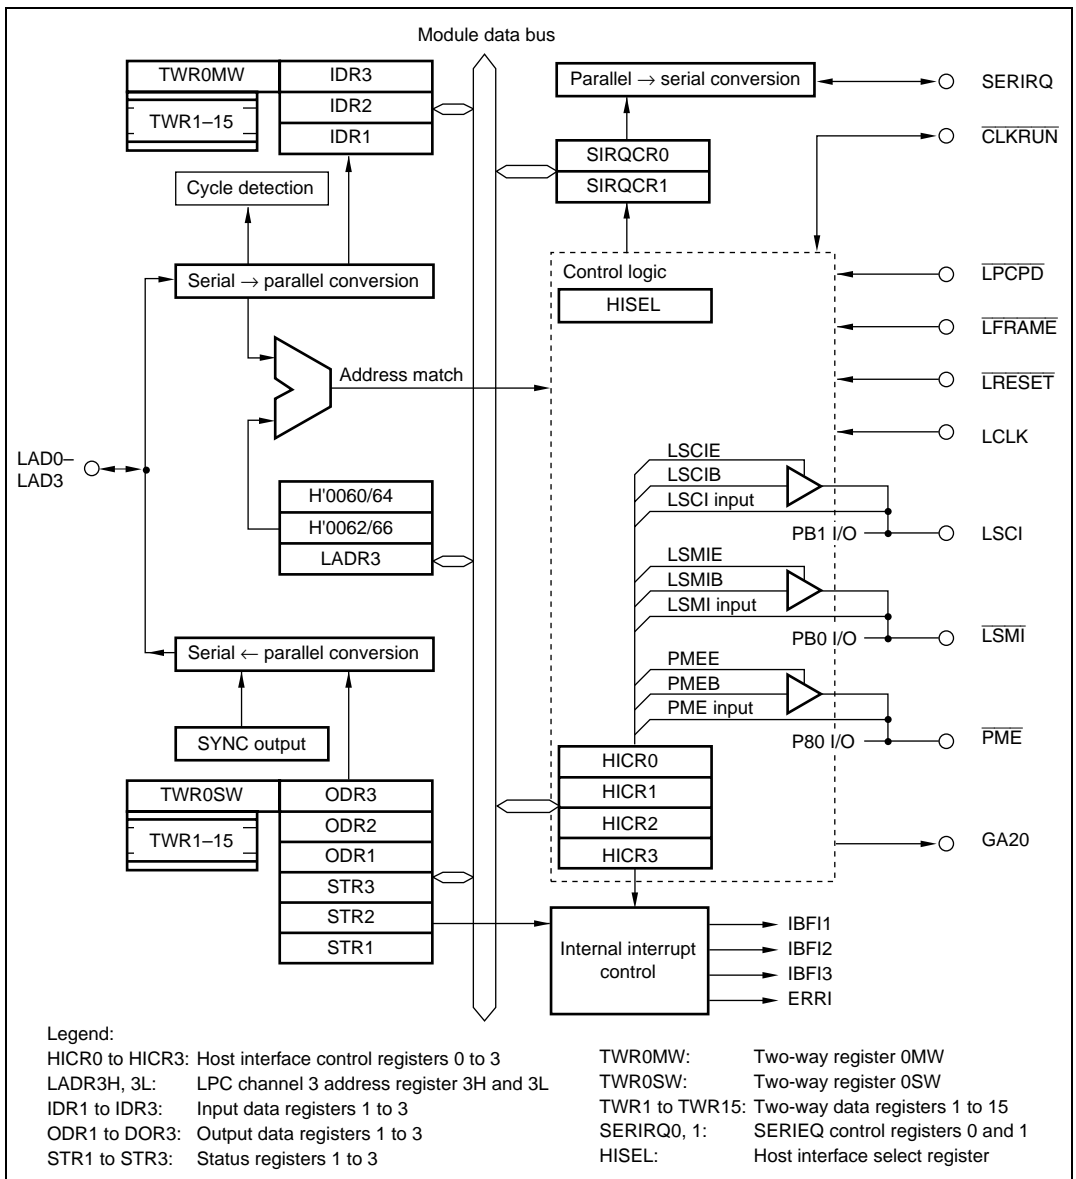 Module data bus
TWR0MW
IDR3
TWR1–15
IDR2
IDR1
Cycle detection
Serial → parallel conversion
Address match
LAD0–
LAD3
H'0060/64
H'0062/66
LADR3
Serial ← parallel conversion
SYNC output
TWR0SW
ODR3
TWR1–15
ODR2
ODR1
STR3
STR2
STR1
Parallel → serial conversion
SIRQCR0
SIRQCR1
Control logic
HISEL
LSCIE
LSCIB
LSCI input
PB1 I/O
LSMIE
LSMIB
LSMI input
PB0 I/O
PMEE
PMEB
PME input
P80 I/O
HICR0
HICR1
HICR2
HICR3
Internal interrupt
control
IBFI1
IBFI2
IBFI3
ERRI
SERIRQ
CLKRUN
LPCPD
LFRAME
LRESET
LCLK
LSCI
LSMI
PME
GA20
Legend:
HICR0 to HICR3: Host interface control registers 0 to 3
LADR3H, 3L: LPC channel 3 address register 3H and 3L
IDR1 to IDR3: Input data registers 1 to 3
ODR1 to DOR3: Output data registers 1 to 3
STR1 to STR3: Status registers 1 to 3
TWR0MW: Two-way register 0MW
TWR0SW: Two-way register 0SW
TWR1 to TWR15: Two-way data registers 1 to 15
SERIRQ0, 1: SERIEQ control registers 0 and 1
HISEL: Host interface select register